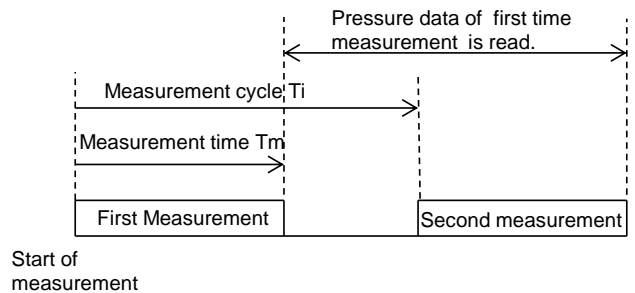 Pressure data of first time
measurement is read.
Measurement cycle Ti
Measurement time Tm
First Measurement
Second measurement
Start of
measurement